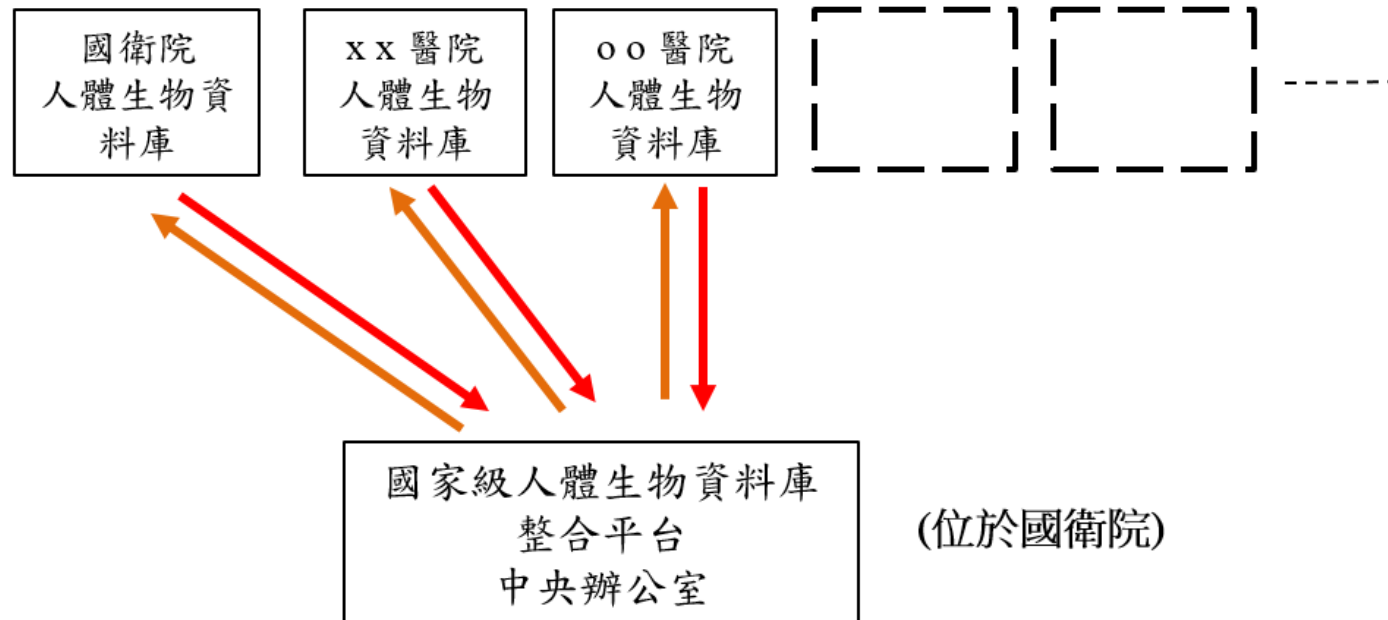 國衛院
人體生物資
料庫
x x 醫院
人體生物
資料庫
o o 醫院
人體生物
資料庫
國家級人體生物資料庫
整合平台
中央辦公室
(位於國衛院)